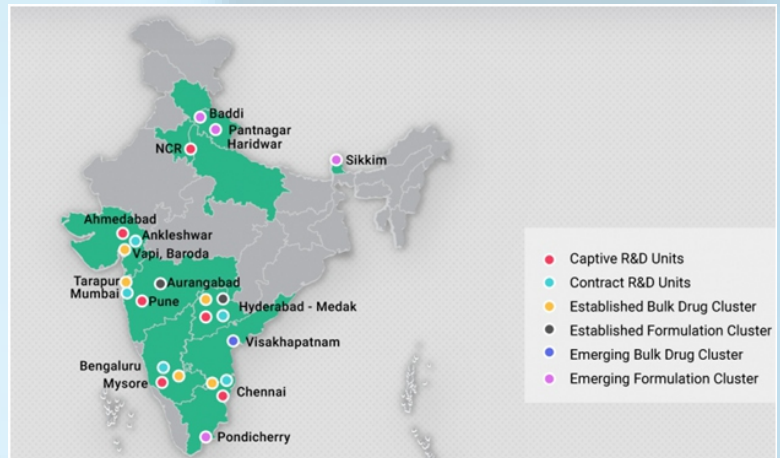 Baddi
Pantnagar
Haridwar
NCR
Sikkim
Ahmedabad
Ankleshwar
Vapi, Baroda
Tarapur
Aurangabad
Mumbai
Pune
Hyderabad - Medak
Visakhapatnam
Bengaluru
Mysore
Chennai
Pondicherry
Captive R&D Units
Contract R&D Units
Established Bulk Drug Cluster
Established Formulation Cluster
Emerging Bulk Drug Cluster
Emerging Formulation Cluster